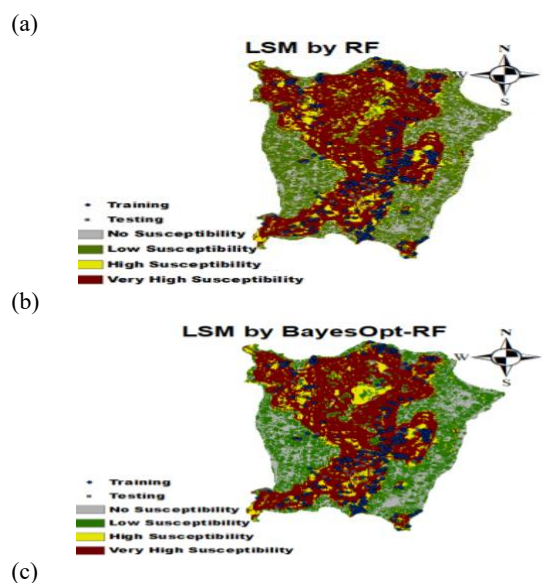 (a)
LSM by RF
N
W
S
Training
Testing
No Susceptibility
Low Susceptibility
High Susceptibility
Very High Susceptibility
(b)
LSM by BayesOpt-RF
N
W
S
Training
Testing
No Susceptibility
Low Susceptibility
High Susceptibility
Very High Susceptibility
(c)